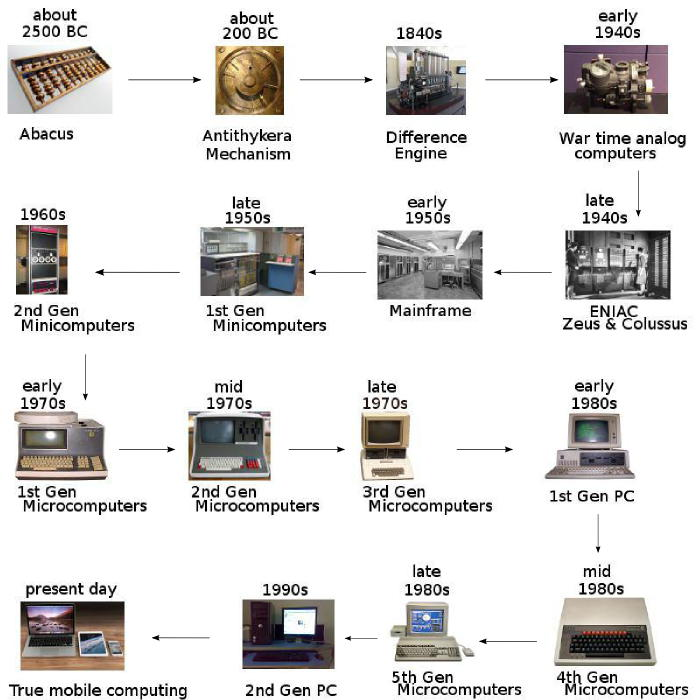 about
2500 BC
Abacus
about
200 BC
Antithykera
Mechanism
1840s
Difference
Engine
early
1940s
War time analog
computers
late
1940s
ENIAC
Zeus & Colussus
early
1950s
Mainframe
late
1950s
1st Gen
Minicomputers
1960s
2nd Gen
Minicomputers
early
1970s
1st Gen
Microcomputers
mid
1970s
2nd Gen
Microcomputers
late
1970s
3rd Gen
Microcomputers
early
1980s
1st Gen PC
mid
1980s
4th Gen
Microcomputers
late
1980s
5th Gen
Microcomputers
1990s
2nd Gen PC
present day
True mobile computing